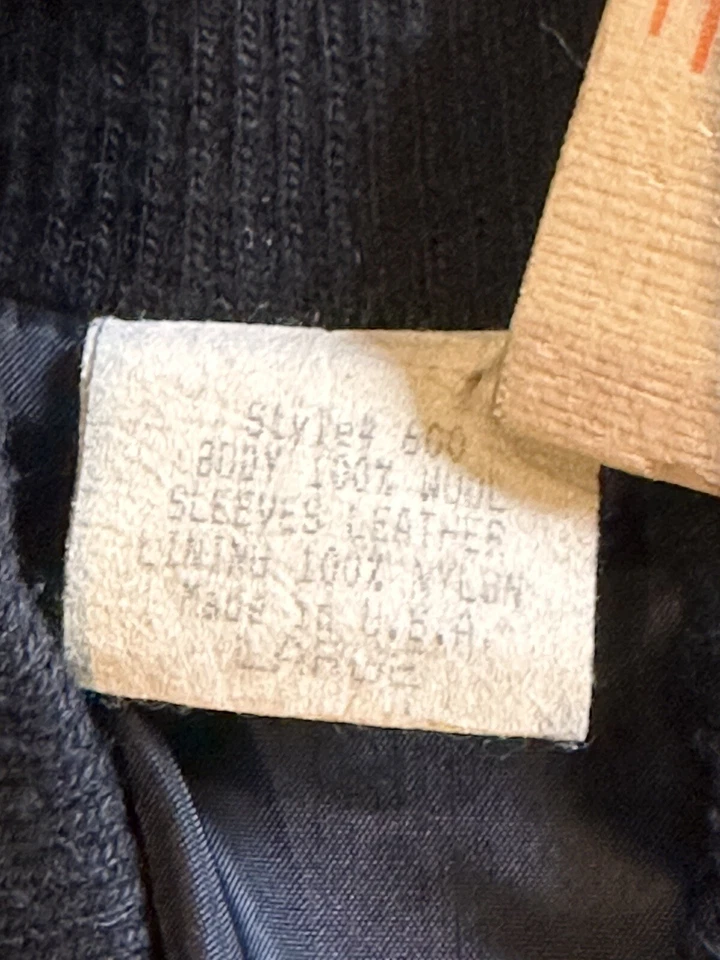 Style# 600
BODY 100% WOOL
SLEEVES LEATHER
LINING 100% NYLON
Made in U.S.A.
LARGE